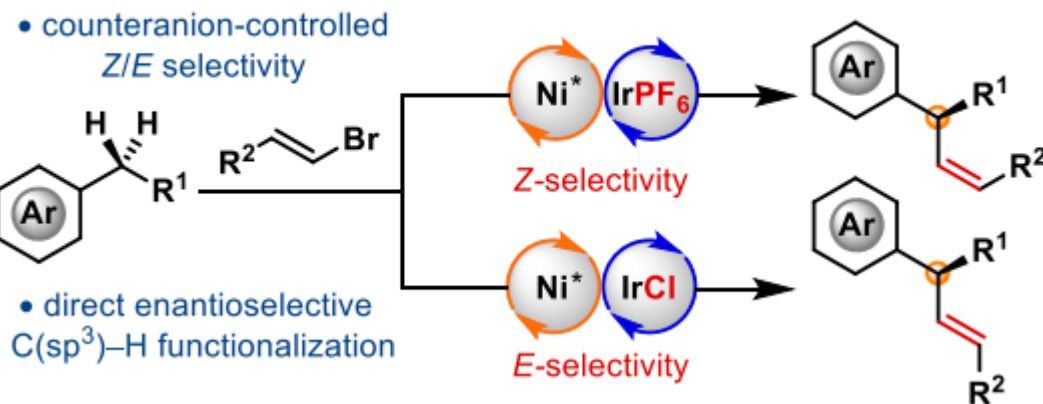 • counteranion-controlled
Z/E selectivity
H H
R¹
Ar
R² Br
• direct enantioselective
C(sp³)–H functionalization
Ni* IrPF₆
Z-selectivity
Ni* IrCl
E-selectivity
Ar
R¹
R²
Ar
R¹
R²